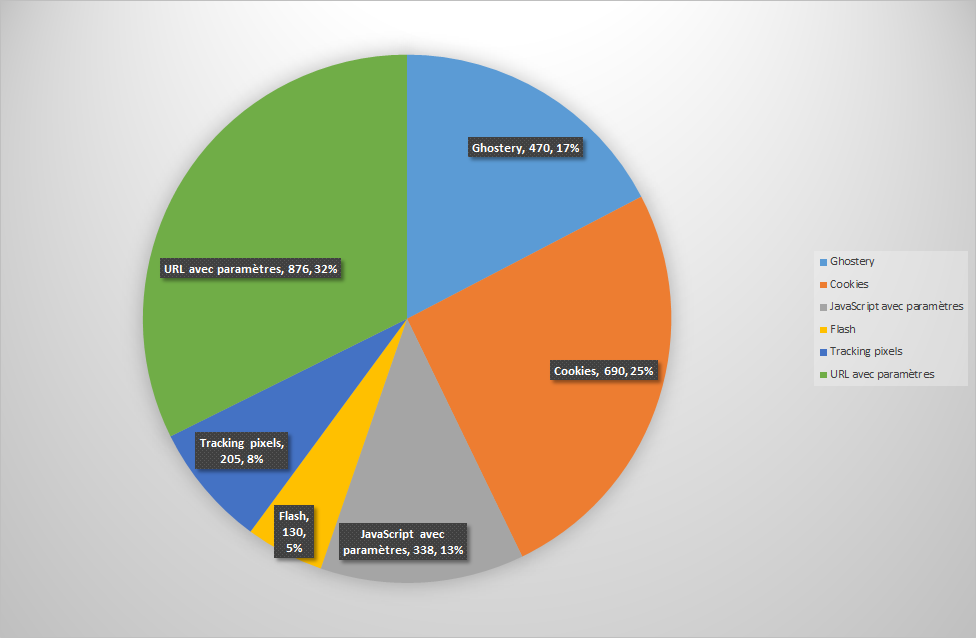 Ghostery, 470, 17%
URL avec paramètres, 876, 32%
Cookies, 690, 25%
Tracking pixels,
205, 8%
Flash,
130,
5%
JavaScript avec
paramètres, 338, 13%
Ghostery
Cookies
JavaScript avec paramètres
Flash
Tracking pixels
URL avec paramètres